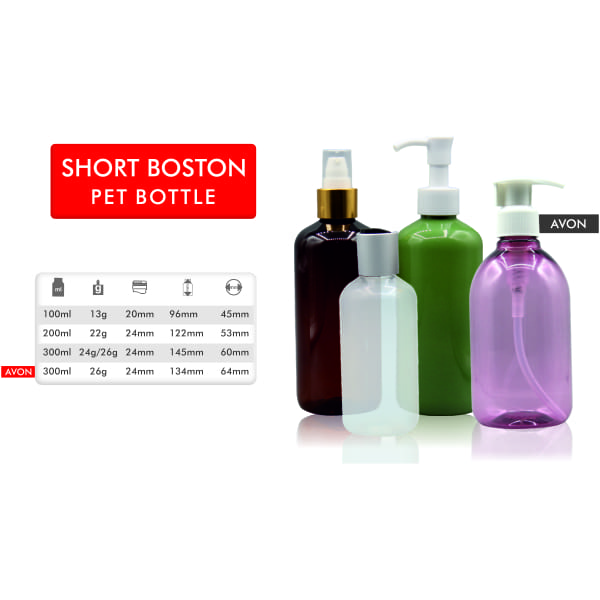 SHORT BOSTON
PET BOTTLE
AVON
ml g mm
100ml 13g 20mm 96mm 45mm
200ml 22g 24mm 122mm 53mm
300ml 24g/26g 24mm 145mm 60mm
AVON 300ml 26g 24mm 134mm 64mm